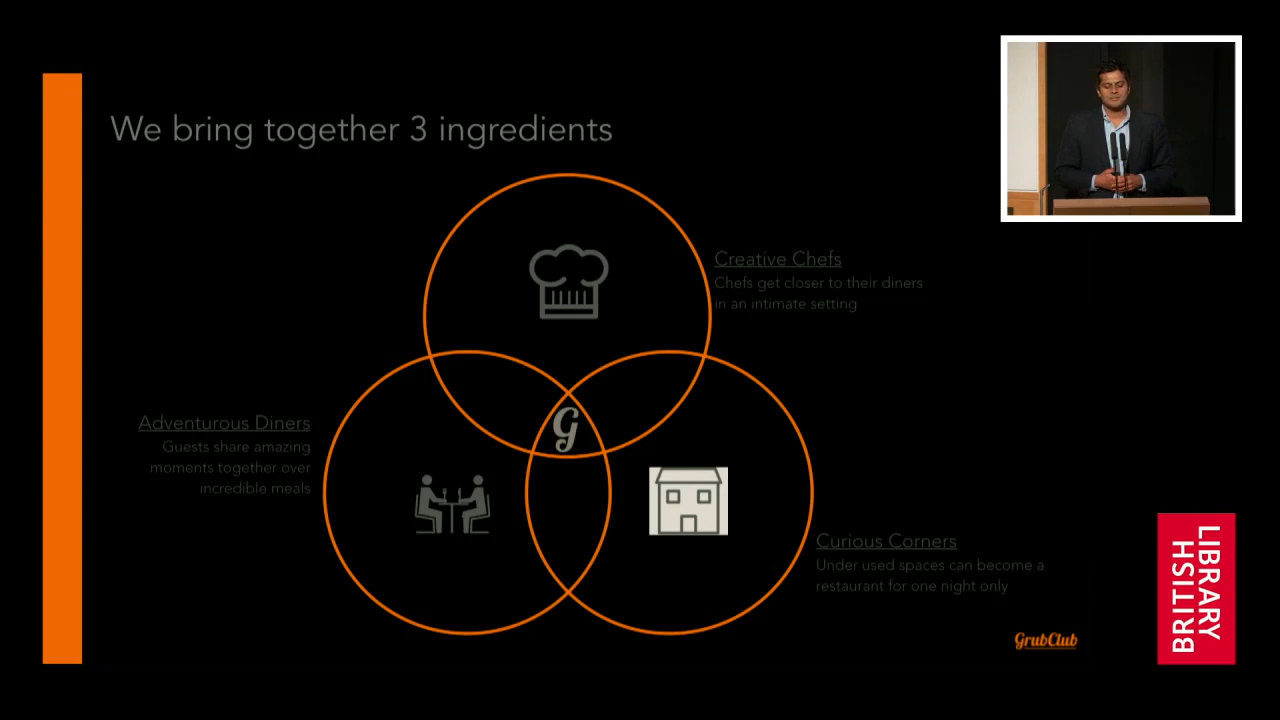 We bring together 3 ingredients
Creative Chefs
Chefs get closer to their diners
in an intimate setting
G
Adventurous Diners
Guests share amazing
moments together over
incredible meals
Curious Corners
Under used spaces can become a
restaurant for one night only
GrubClub
BRITISH
LIBRARY